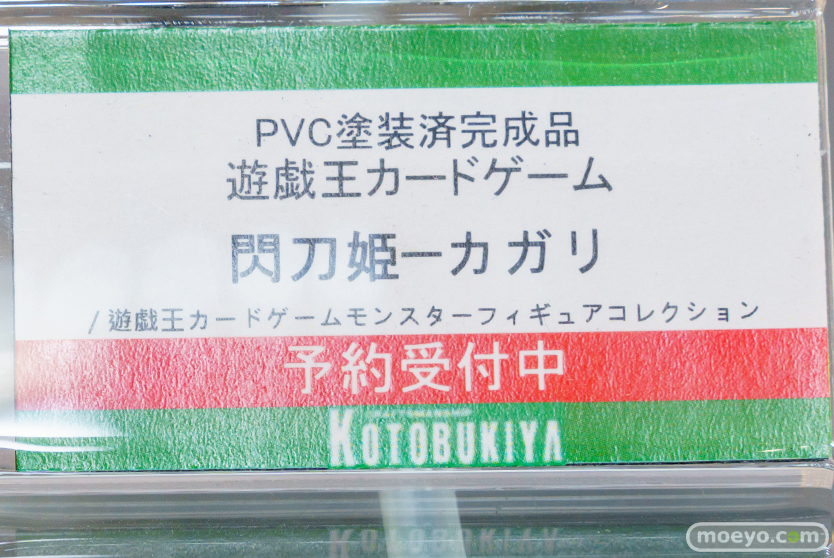 PVC塗装済完成品
遊戯王カードゲーム
閃刀姫ーカガリ
/遊戯王カードゲームモンスターフィギュアコレクション
予約受付中
KOTOBUKIYA
KOTOBUKIYA
moeyo.com